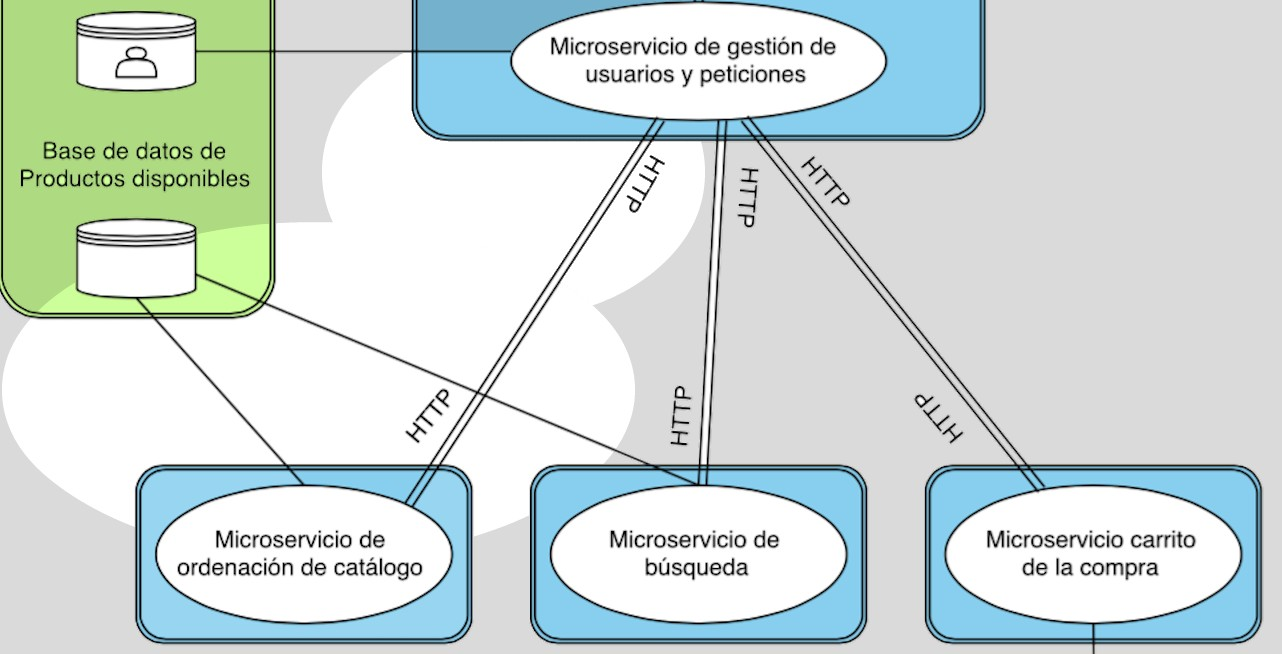 Microservicio de gestión de
usuarios y peticiones
Base de datos de
Productos disponibles
HTTP
HTTP
HTTP
HTTP
HTTP
HTTP
Microservicio de
ordenación de catálogo
Microservicio de
búsqueda
Microservicio carrito
de la compra